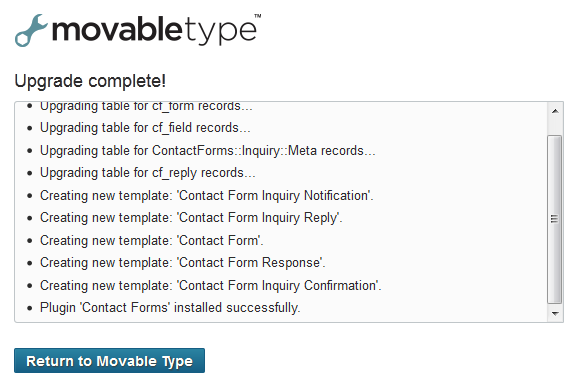 movabletype™
Upgrade complete!
Upgrading table for cf_form records...
Upgrading table for cf_field records...
Upgrading table for ContactForms::Inquiry::Meta records...
Upgrading table for cf_reply records...
Creating new template: 'Contact Form Inquiry Notification'.
Creating new template: 'Contact Form Inquiry Reply'.
Creating new template: 'Contact Form'.
Creating new template: 'Contact Form Response'.
Creating new template: 'Contact Form Inquiry Confirmation'.
Plugin 'Contact Forms' installed successfully.
Return to Movable Type